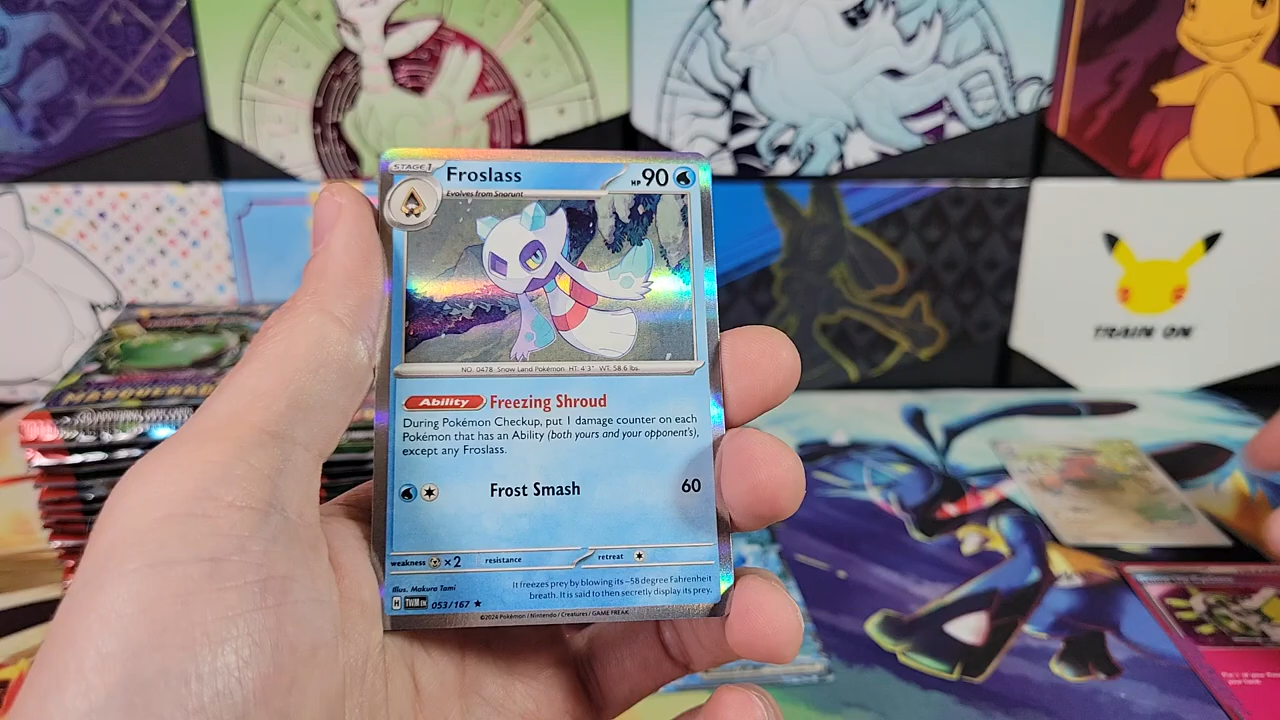 STAGE 1
Froslass
HP 90
Evolves from Snorunt
NO. 0478 Snow Land Pokémon HT: 4'3" WT: 58.6 lbs.
Ability Freezing Shroud
During Pokémon Checkup, put 1 damage counter on each
Pokémon that has an Ability (both yours and your opponent's),
except any Froslass.
Frost Smash 60
weakness ×2 resistance retreat
Illus. Makura Tami
It freezes prey by blowing its −58 degree Fahrenheit
breath. It is said to then secretly display its prey.
H TWM EN 053/167 ★
©2024 Pokémon / Nintendo / Creatures / GAME FREAK
TRAIN ON